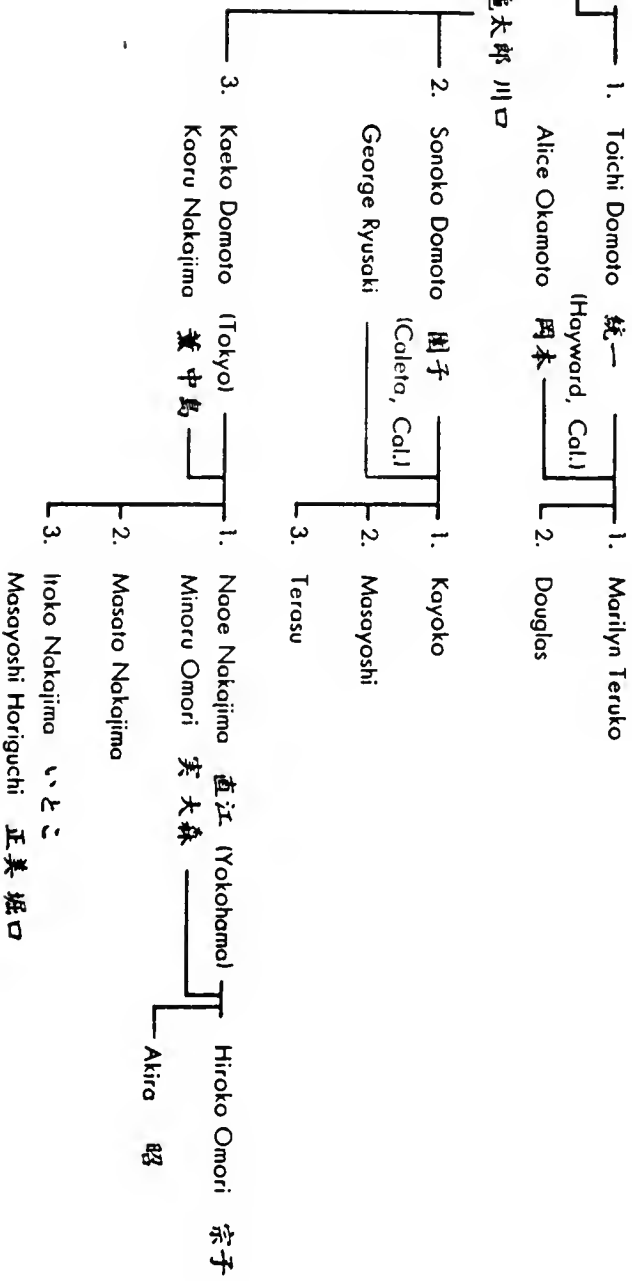 太郎 川口
1. Toichi Domoto 統一
(Hayward, Cal.)
Alice Okamoto 岡本
1. Marilyn Teruko
2. Douglas
2. Sonoko Domoto 園子
(Caleta, Cal.)
George Ryusaki
1. Kayoko
2. Masayoshi
3. Terasu
3. Kaeko Domoto (Tokyo)
Kaoru Nakajima 薫 中島
1. Naoe Nakajima 直江 (Yokohama)
Minoru Omori 実 大森
Hiroko Omori 宗子
Akira 昭
2. Masato Nakajima
3. Itoko Nakajima いとこ
Masayoshi Horiguchi 正美 堀口